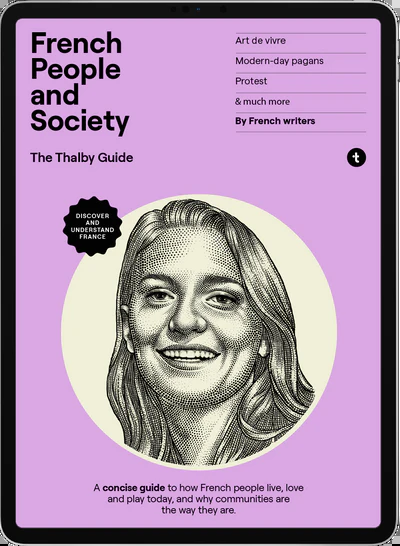 French
People
and
Society
The Thalby Guide
Art de vivre
Modern-day pagans
Protest
& much more
By French writers
t
DISCOVER
AND
UNDERSTAND
FRANCE
A concise guide to how French people live, love
and play today, and why communities are
the way they are.